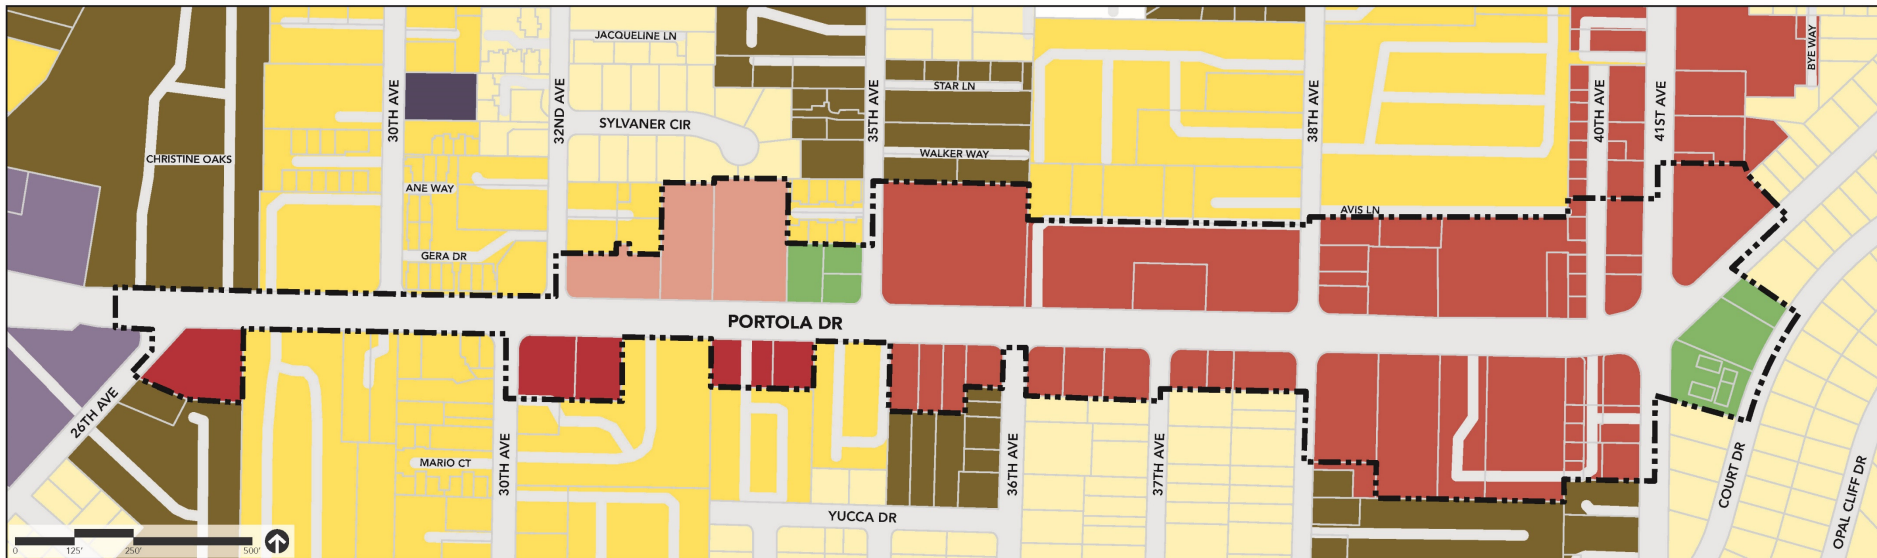 JACQUELINE LN
BYE WAY
30TH AVE
32ND AVE
35TH AVE
STAR LN
38TH AVE
40TH AVE
41ST AVE
SYLVANER CIR
CHRISTINE OAKS
WALKER WAY
ANE WAY
AVIS LN
GERA DR
PORTOLA DR
26TH AVE
MARIO CT
30TH AVE
36TH AVE
37TH AVE
COURT DR
OPAL CLIFF DR
YUCCA DR
0 125' 250' 500'